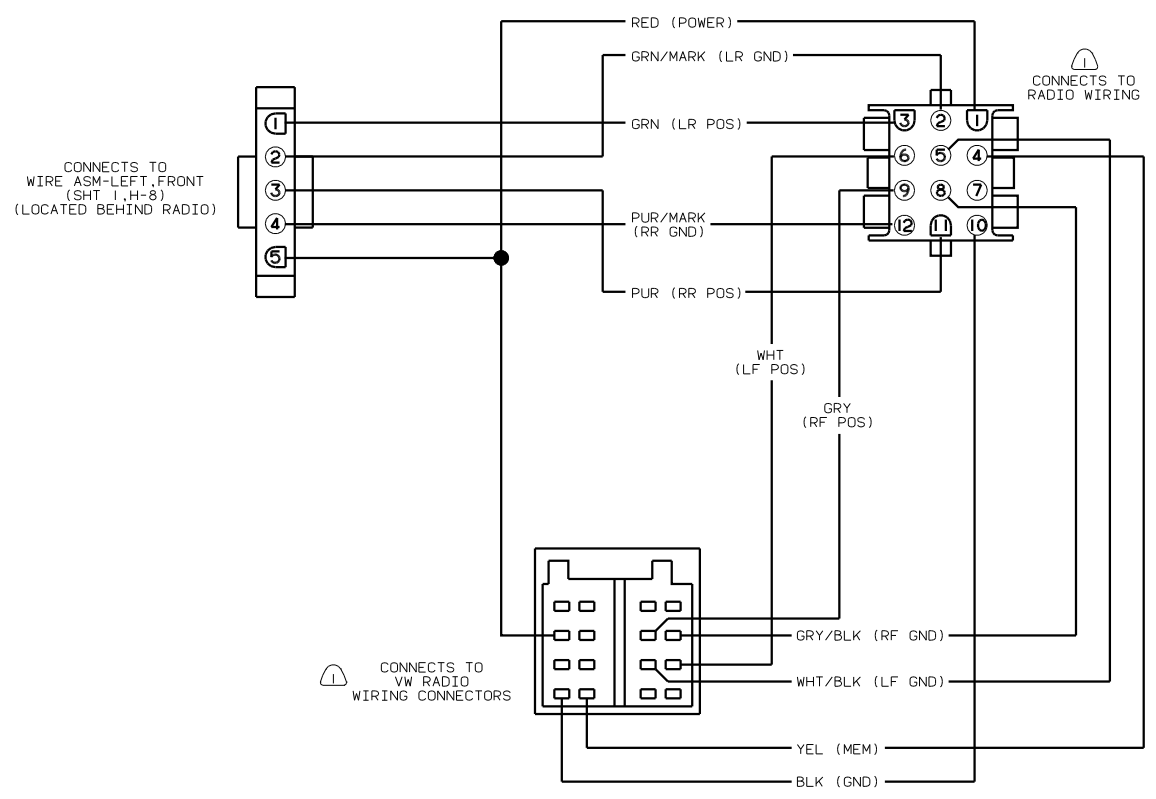 RED (POWER)
GRN/MARK (LR GND)
1
CONNECTS TO
RADIO WIRING
1
GRN (LR POS)
3
2
1
2
6
5
4
CONNECTS TO
WIRE ASM-LEFT,FRONT
(SHT 1,H-8)
(LOCATED BEHIND RADIO)
3
9
8
7
4
PUR/MARK
(RR GND)
12
11
10
5
PUR (RR POS)
WHT
(LF POS)
GRY
(RF POS)
GRY/BLK (RF GND)
1
CONNECTS TO
VW RADIO
WIRING CONNECTORS
WHT/BLK (LF GND)
YEL (MEM)
BLK (GND)